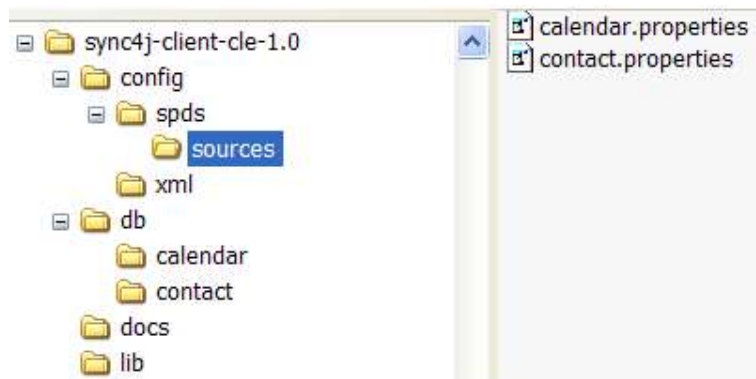 sync4j-client-cle-1.0
config
spds
sources
xml
db
calendar
contact
docs
lib
calendar.properties
contact.properties